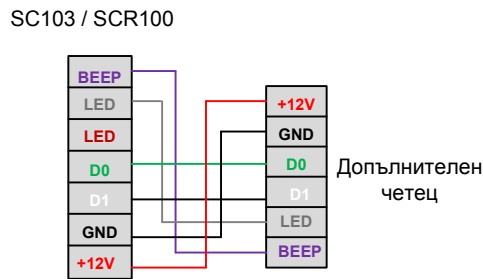 SC103 / SCR100
BEEP
LED
LED
D0
D1
GND
+12V
+12V
GND
D0
D1
LED
BEEP
Допълнителен
четец